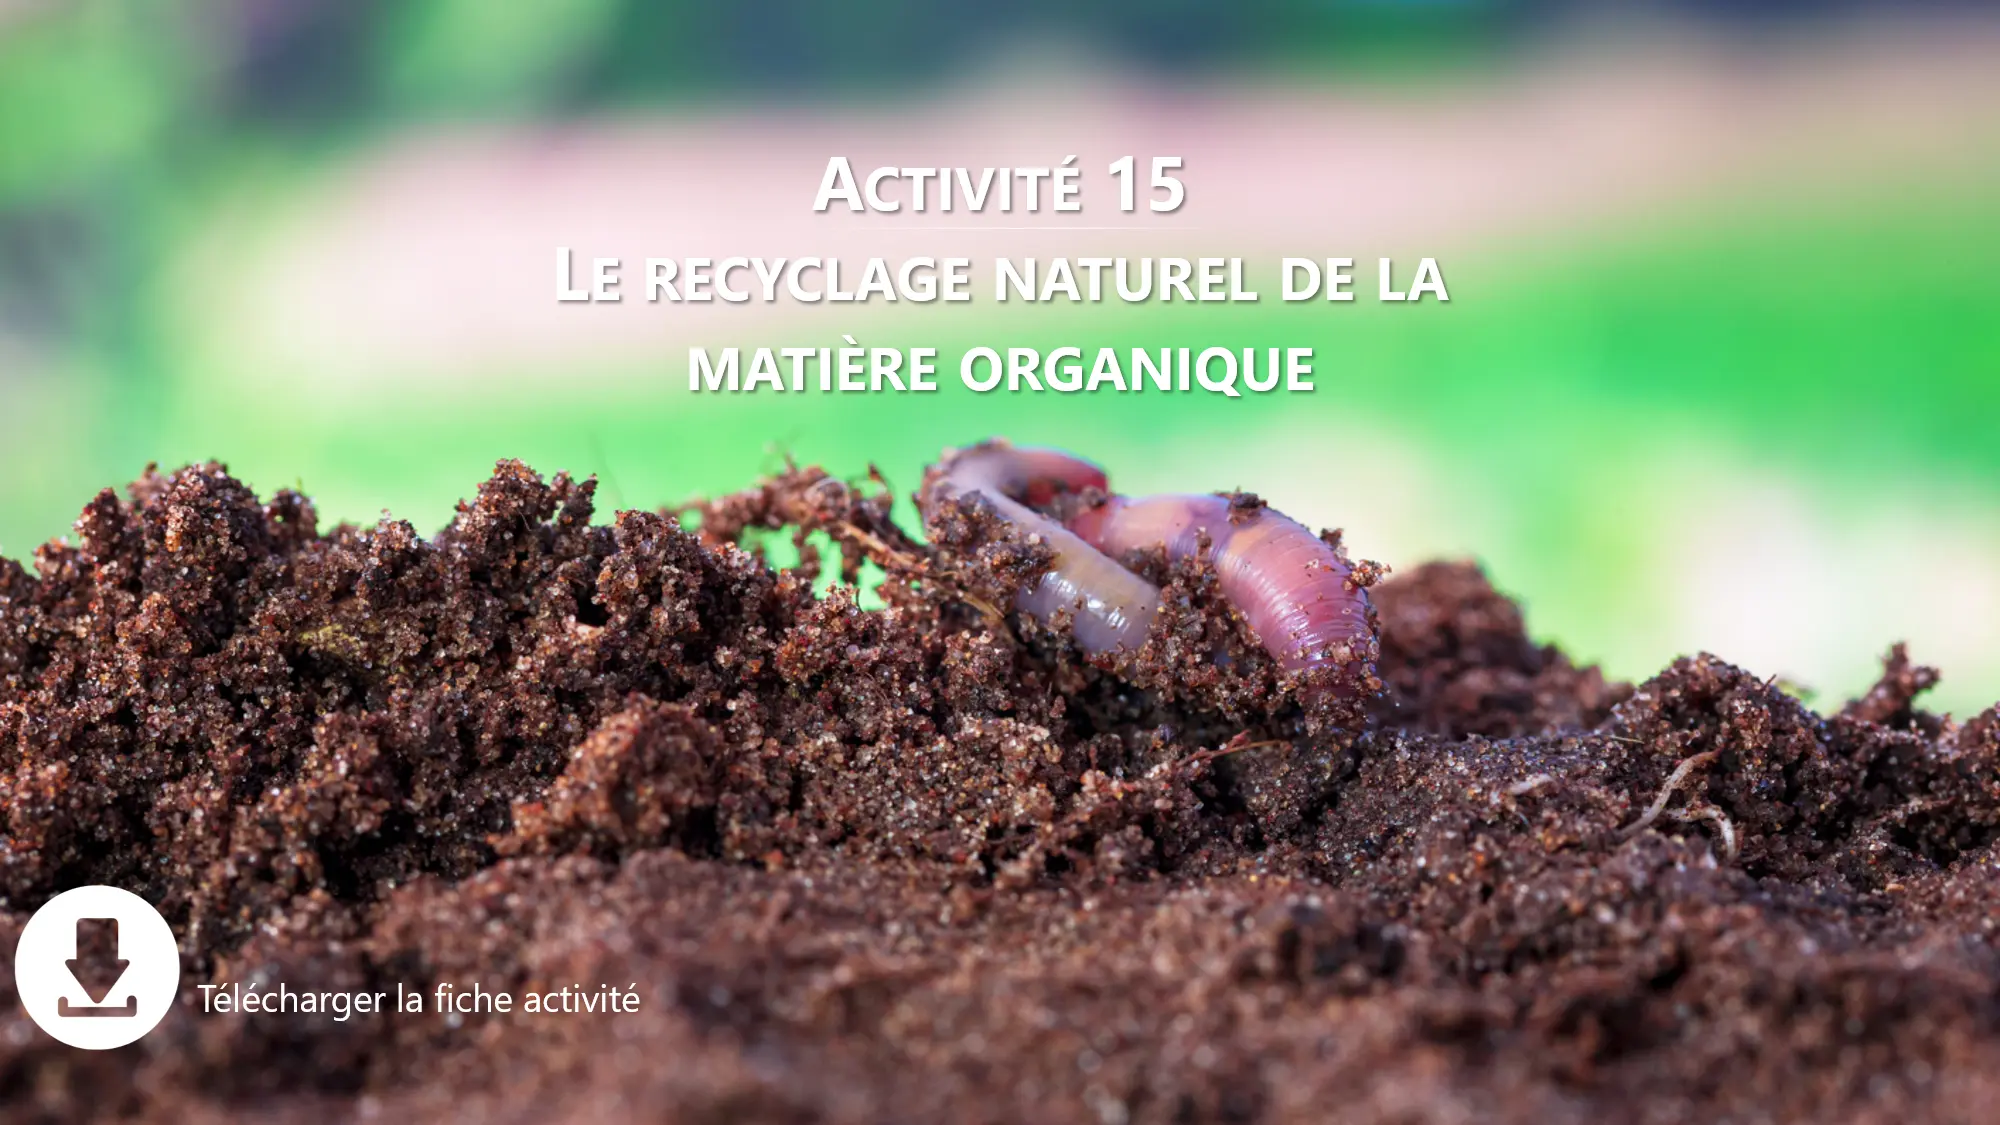 Activité 15
Le recyclage naturel de la
matière organique
Télécharger la fiche activité